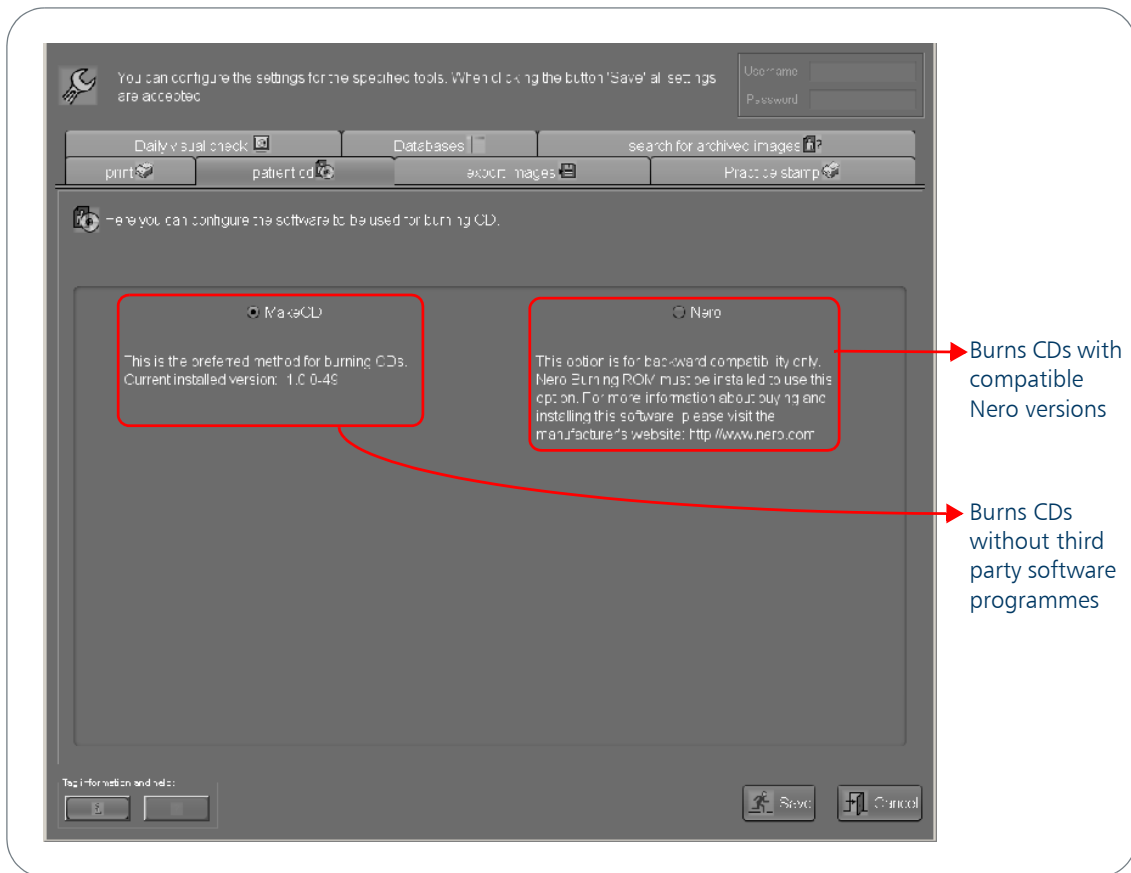 You can configure the settings for the specified tools. When clicking the button 'Save' all settings
are accepted
Username
Password
Daily visual check
Databases
search for archived images
print
patient cd
export images
Practice stamp
Here you can configure the software to be used for burning CD.
MakeCD
This is the preferred method for burning CDs.
Current installed version: 1.0.0-49
Nero
This option is for backward compatibility only.
Nero Burning ROM must be installed to use this
option. For more information about buying and
installing this software, please visit the
manufacturer's website: http://www.nero.com
Burns CDs with
compatible
Nero versions
Burns CDs
without third
party software
programmes
Tag information and help:
Save
Cancel